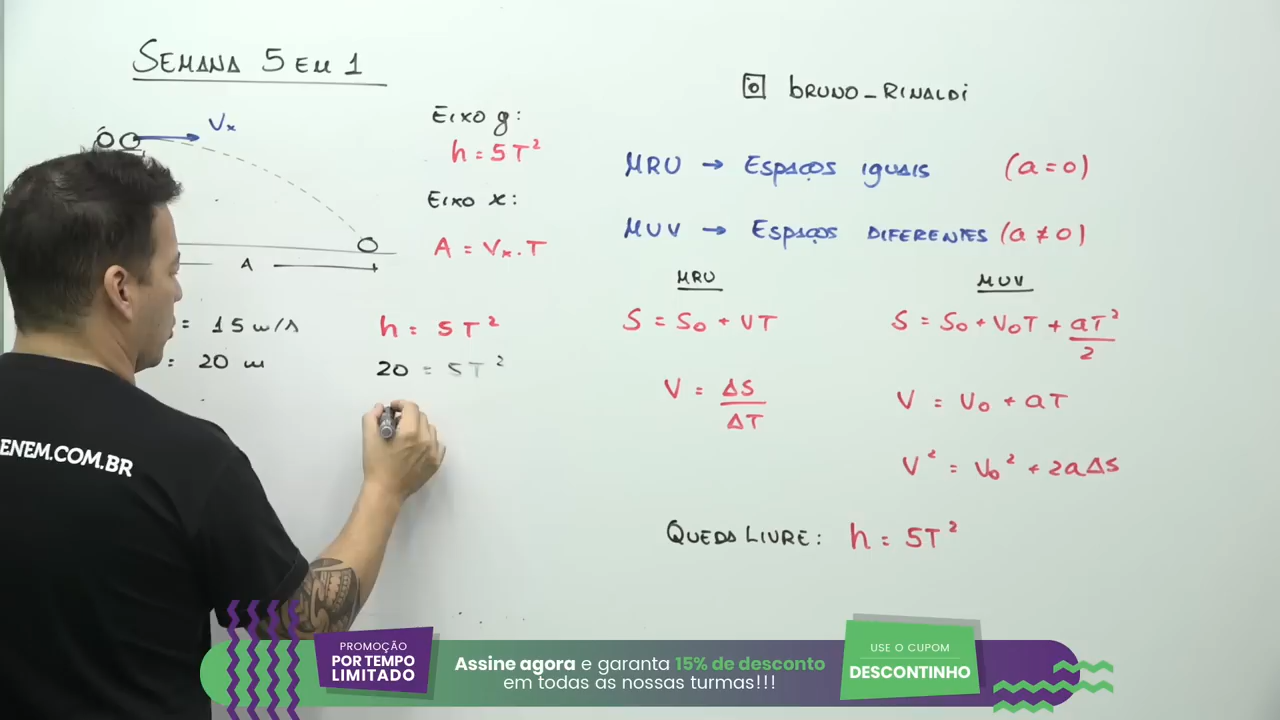 SEMANA 5 EM 1
Vx
A
= 15 m/s
= 20 m
EIXO y:
h = 5T²
EIXO x:
A = Vx . T
h = 5T²
20 = 5T²
bRUNO_RINALDI
MRU → ESPAÇOS IGUAIS (a = 0)
MUV → ESPAÇOS DIFERENTES (a ≠ 0)
MRU
S = S₀ + VT
V = ΔS
ΔT
MUV
S = S₀ + V₀T + aT²
2
V = V₀ + aT
V² = V₀² + 2aΔS
QUEDA LIVRE: h = 5T²
ENEM.COM.BR
PROMOÇÃO
POR TEMPO
LIMITADO
Assine agora e garanta 15% de desconto
em todas as nossas turmas!!!
USE O CUPOM
DESCONTINHO